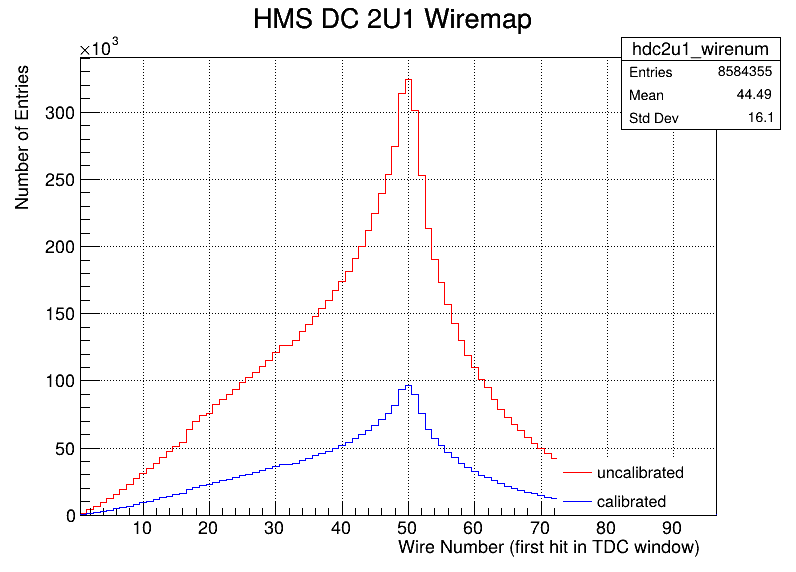 HMS DC 2U1 Wiremap
×10³
hdc2u1_wirenum
Entries 8584355
Mean 44.49
Std Dev 16.1
Number of Entries
300
250
200
150
100
50
0
uncalibrated
calibrated
10 20 30 40 50 60 70 80 90
Wire Number (first hit in TDC window)